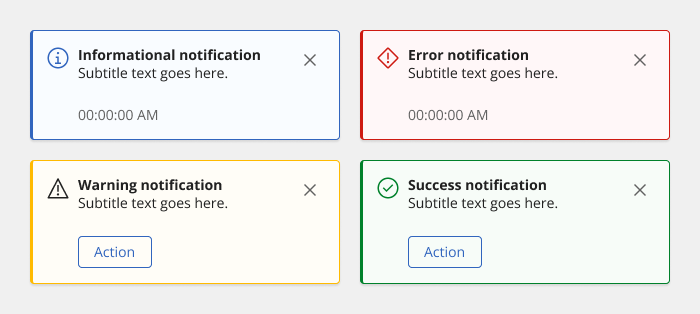 Informational notification
Subtitle text goes here.
00:00:00 AM
Error notification
Subtitle text goes here.
00:00:00 AM
Warning notification
Subtitle text goes here.
Action
Success notification
Subtitle text goes here.
Action